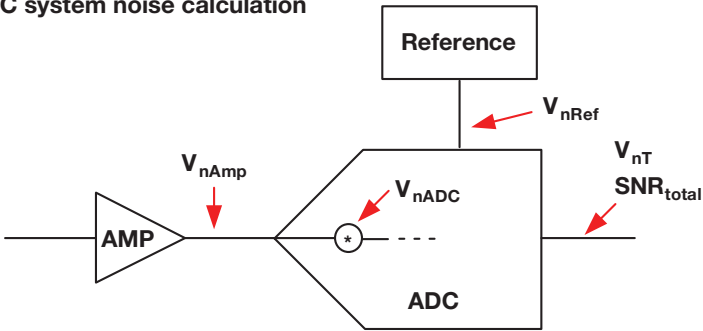 C system noise calculation
Reference
VnRef
VnAmp
VnADC
VnT
SNRtotal
AMP
*
ADC